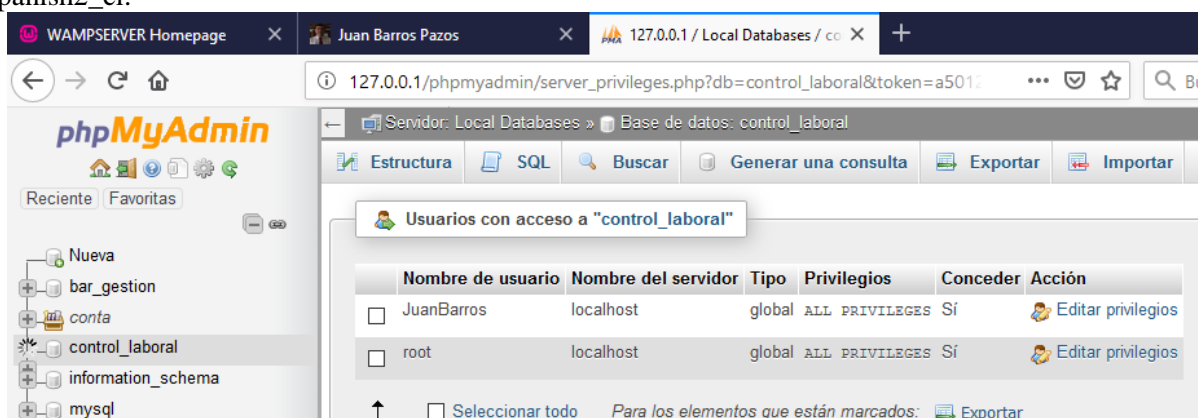 WAMPSERVER Homepage
Juan Barros Pazos
127.0.0.1 / Local Databases / co
127.0.0.1/phpmyadmin/server_privileges.php?db=control_laboral&token=a501
phpMyAdmin
Reciente Favoritas
Nueva
bar_gestion
conta
control_laboral
information_schema
mysql
Servidor: Local Databases » Base de datos: control_laboral
Estructura SQL Buscar Generar una consulta Exportar Importar
Usuarios con acceso a "control_laboral"
Nombre de usuario Nombre del servidor Tipo Privilegios Conceder Acción
JuanBarros localhost global ALL PRIVILEGES Sí Editar privilegios
root localhost global ALL PRIVILEGES Sí Editar privilegios
Seleccionar todo Para los elementos que están marcados: Exportar